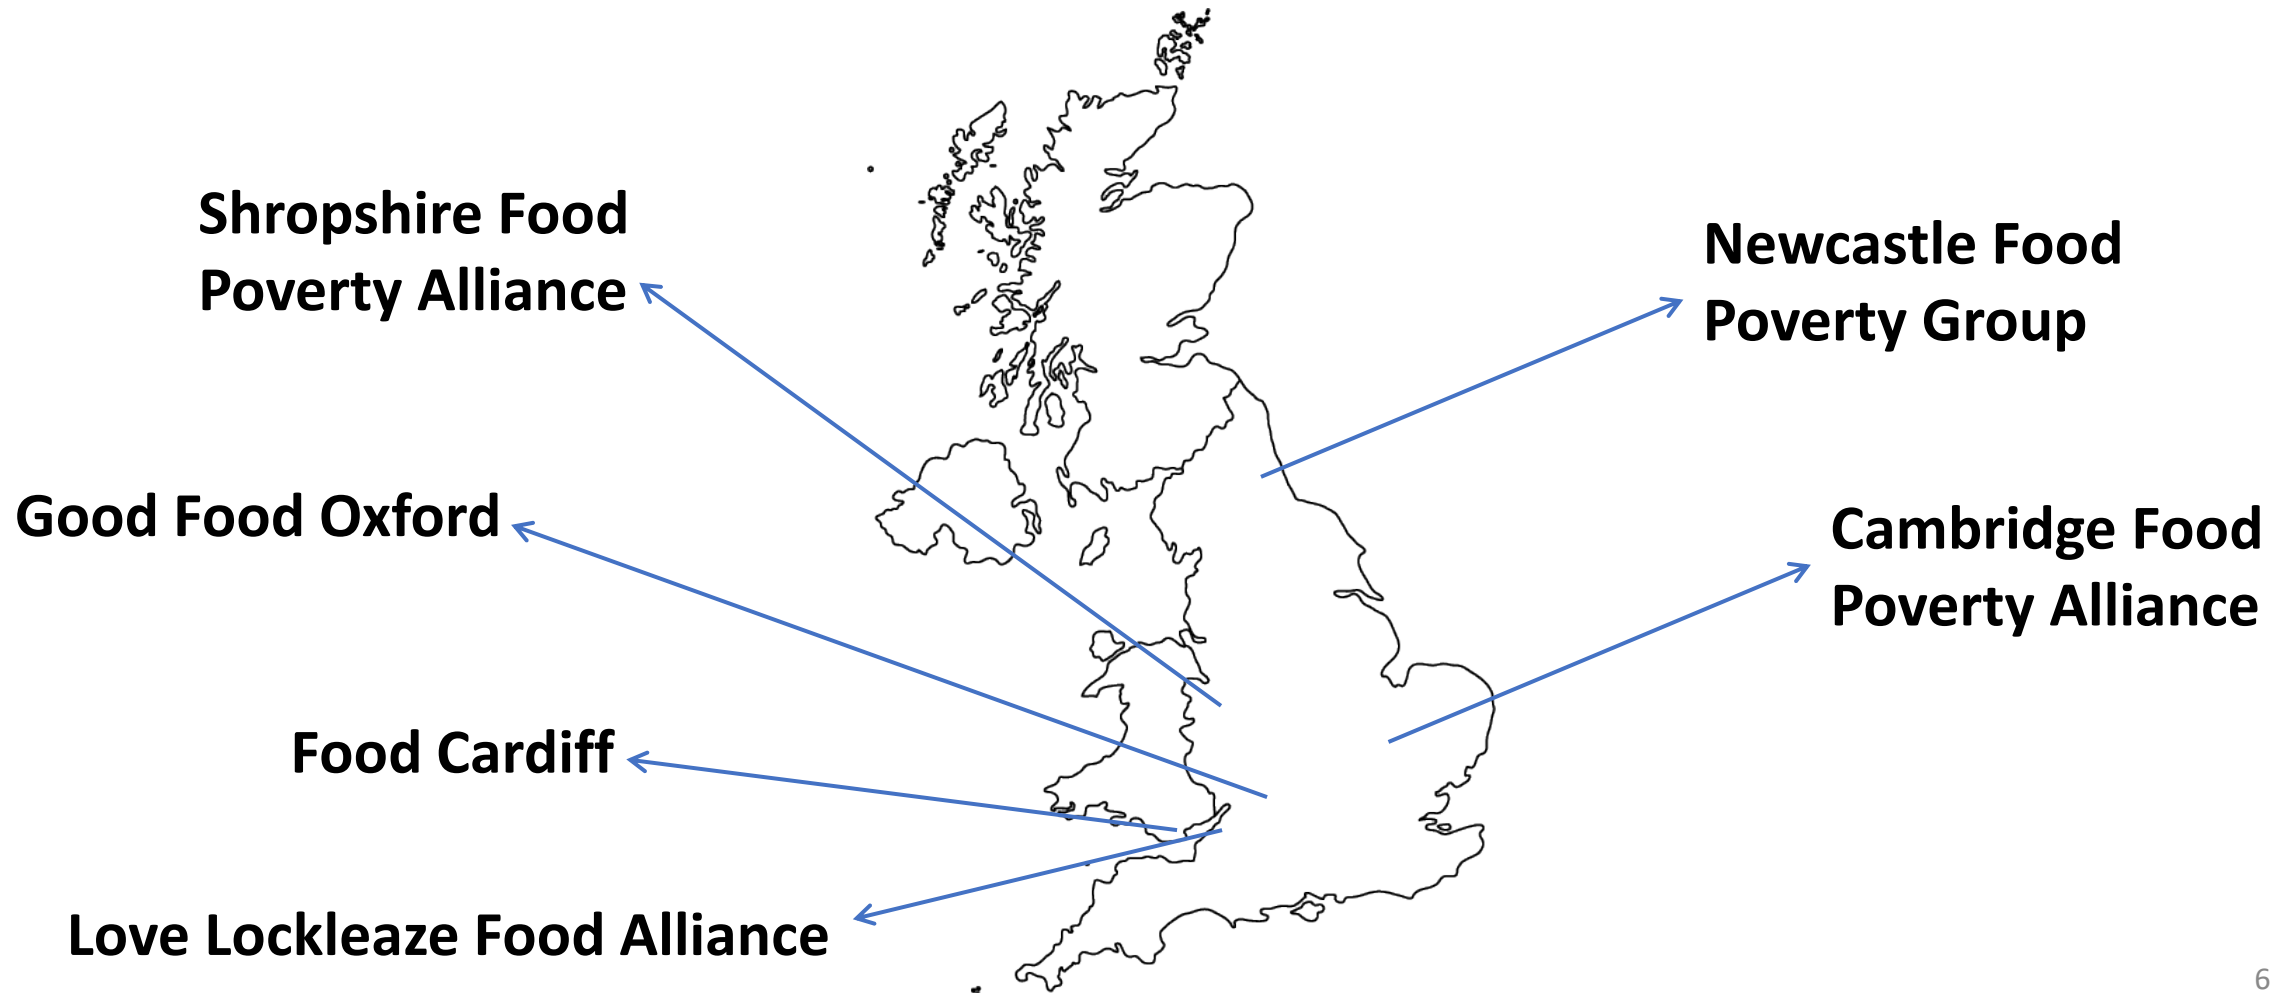 Shropshire Food
Poverty Alliance
Newcastle Food
Poverty Group
Good Food Oxford
Cambridge Food
Poverty Alliance
Food Cardiff
Love Lockleaze Food Alliance
6